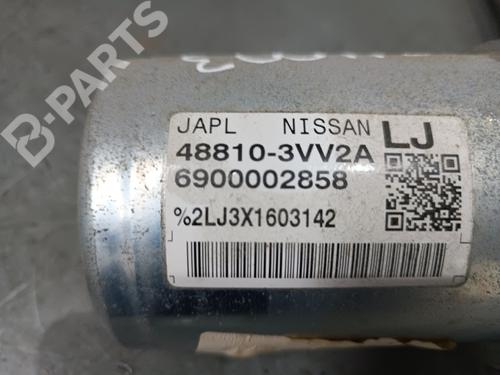 B-PARTS
JAPL NISSAN LJ
48810-3VV2A
6900002858
%2LJ3X1603142